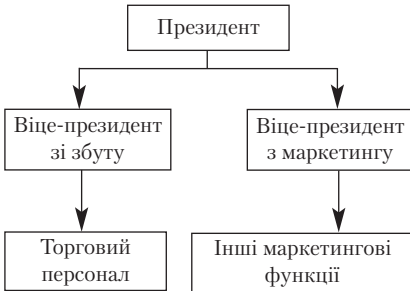 Президент
Віце-президент
зі збуту
Віце-президент
з маркетингу
Торговий
персонал
Інші маркетингові
функції